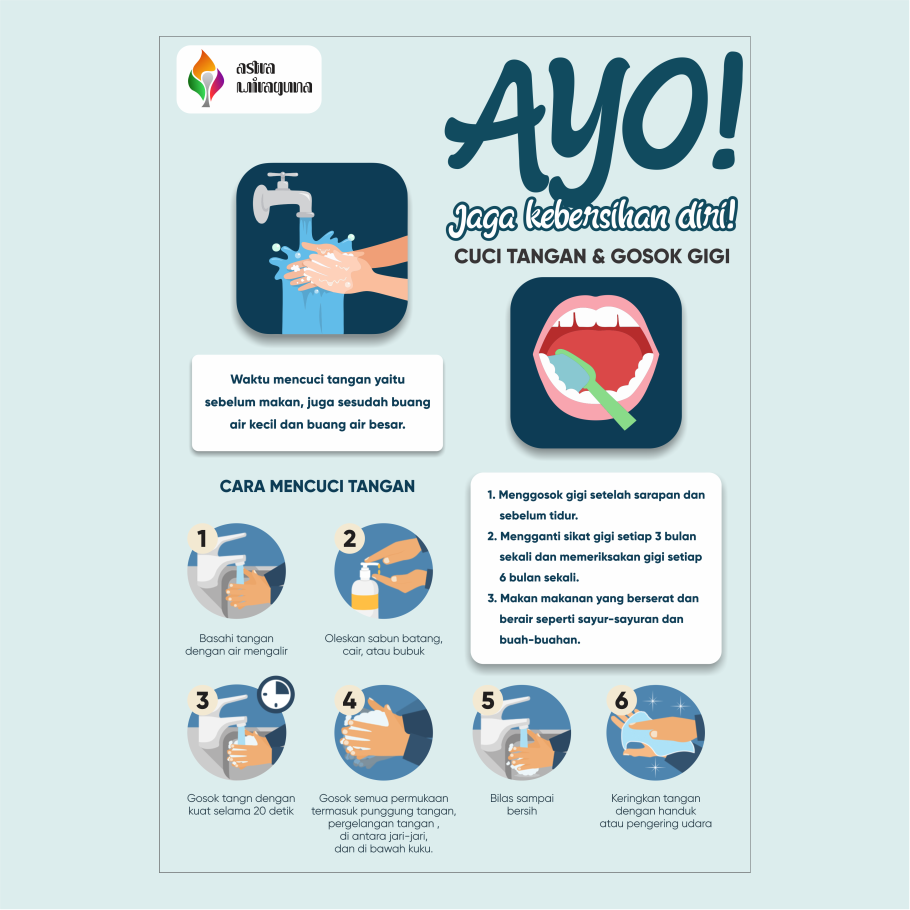 astra
wiraguna
AYO!
Jaga kebersihan diri!
CUCI TANGAN & GOSOK GIGI
Waktu mencuci tangan yaitu
sebelum makan, juga sesudah buang
air kecil dan buang air besar.
CARA MENCUCI TANGAN
1
Basahi tangan
dengan air mengalir
2
Oleskan sabun batang,
cair, atau bubuk
1. Menggosok gigi setelah sarapan dan
sebelum tidur.
2. Mengganti sikat gigi setiap 3 bulan
sekali dan memeriksakan gigi setiap
6 bulan sekali.
3. Makan makanan yang berserat dan
berair seperti sayur-sayuran dan
buah-buahan.
3
Gosok tangn dengan
kuat selama 20 detik
4
Gosok semua permukaan
termasuk punggung tangan,
pergelangan tangan ,
di antara jari-jari,
dan di bawah kuku.
5
Bilas sampai
bersih
6
Keringkan tangan
dengan handuk
atau pengering udara